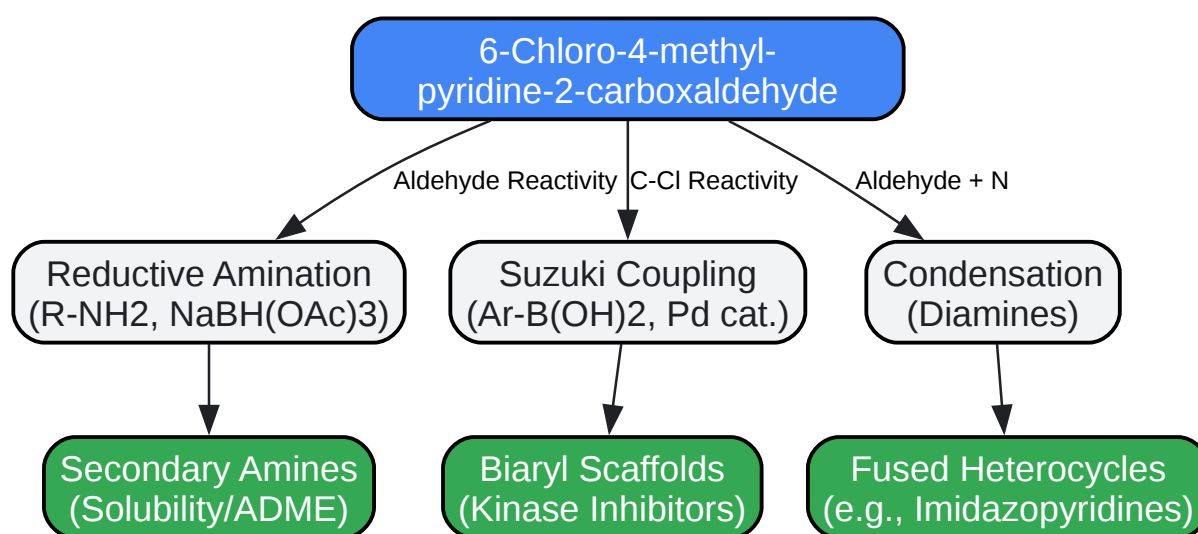 6-Chloro-4-methyl-
pyridine-2-carboxaldehyde
Aldehyde Reactivity
C-Cl Reactivity
Aldehyde + N
Reductive Amination
(R-NH2, NaBH(OAc)3)
Suzuki Coupling
(Ar-B(OH)2, Pd cat.)
Condensation
(Diamines)
Secondary Amines
(Solubility/ADME)
Biaryl Scaffolds
(Kinase Inhibitors)
Fused Heterocycles
(e.g., Imidazopyridines)